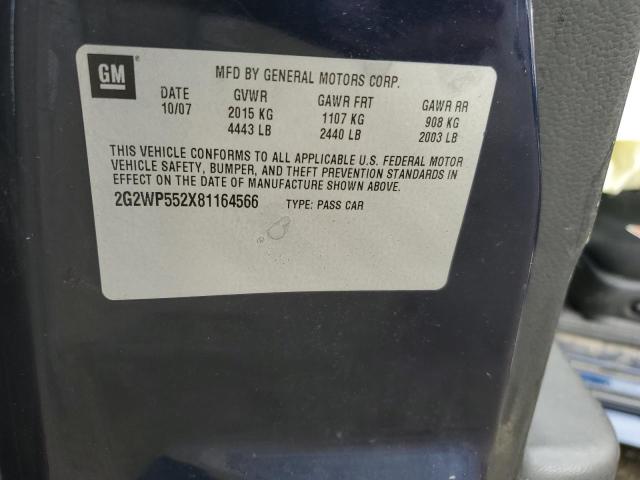 GM
MFD BY GENERAL MOTORS CORP.
DATE GVWR GAWR FRT GAWR RR
10/07 2015 KG 1107 KG 908 KG
4443 LB 2440 LB 2003 LB
THIS VEHICLE CONFORMS TO ALL APPLICABLE U.S. FEDERAL MOTOR
VEHICLE SAFETY, BUMPER, AND THEFT PREVENTION STANDARDS IN
EFFECT ON THE DATE OF MANUFACTURE SHOWN ABOVE.
2G2WP552X81164566 TYPE: PASS CAR